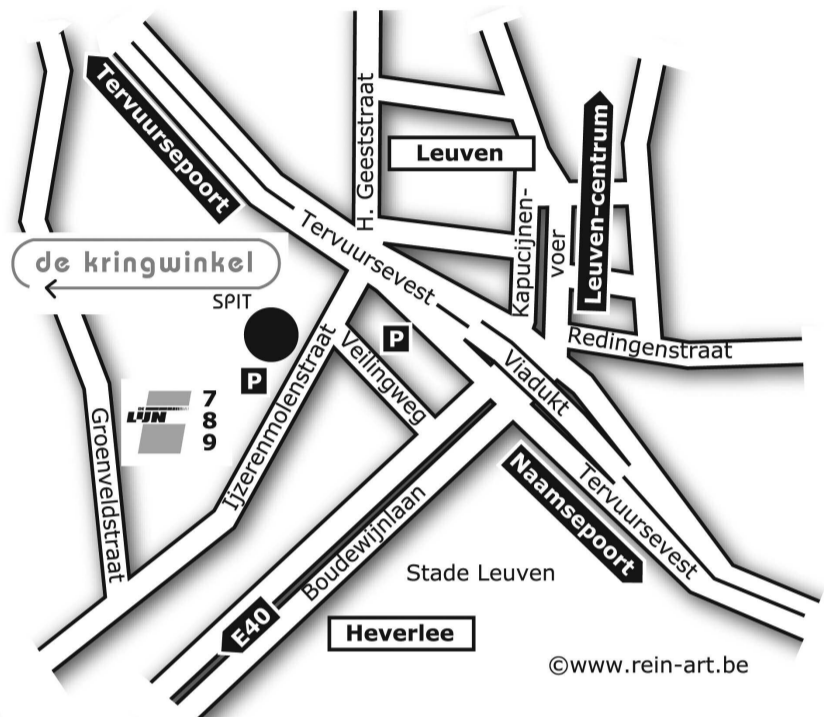 Tervuursepoort
H. Geeststraat
Leuven
Leuven-centrum
Kapucijnen-
voer
Tervuursevest
de kringwinkel
SPIT
P
P
Redingenstraat
Viadukt
Veilingweg
Ijzerenmolenstraat
LIJN
7
8
9
Groenveldstraat
Naamsepoort
Tervuursevest
Boudewijnlaan
Stade Leuven
E40
Heverlee
©www.rein-art.be